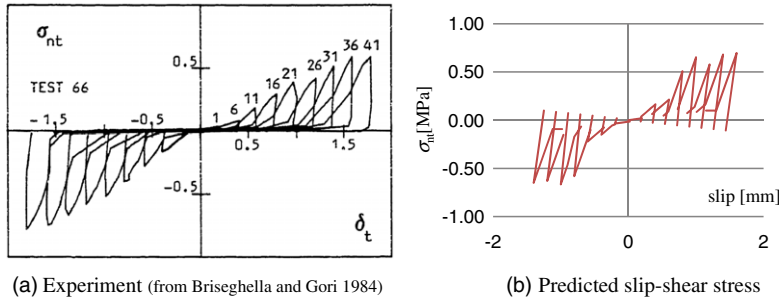 σnt
TEST 66
0.5
1 6 11 16 21 26 31 36 41
-1.5 -0.5 0.5 1.5
-0.5
δt
(a) Experiment (from Briseghella and Gori 1984)
1.00
0.50
0.00
-0.50
-1.00
σnt[MPa]
slip [mm]
-2 0 2
(b) Predicted slip-shear stress